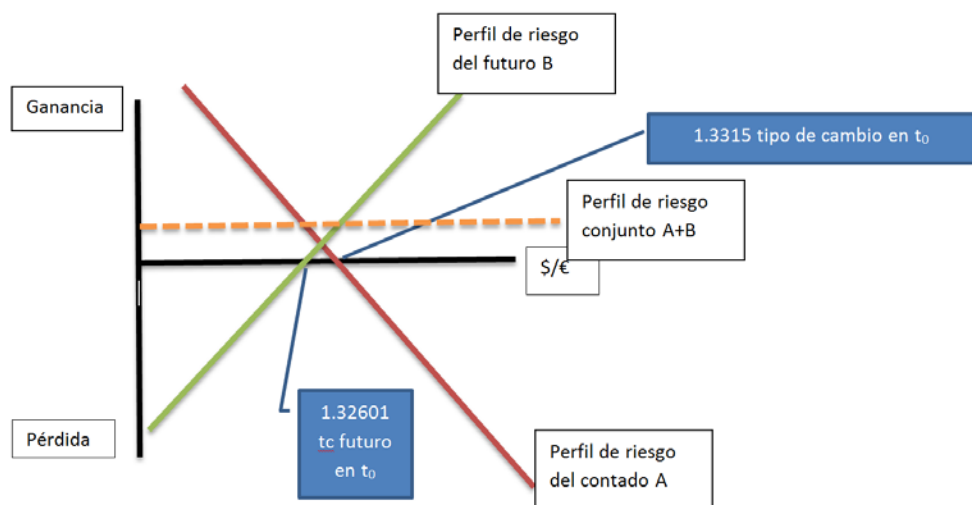 Perfil de riesgo
del futuro B
Ganancia
1.3315 tipo de cambio en t₀
Perfil de riesgo
conjunto A+B
$/€
1.32601
tc futuro
en t₀
Pérdida
Perfil de riesgo
del contado A